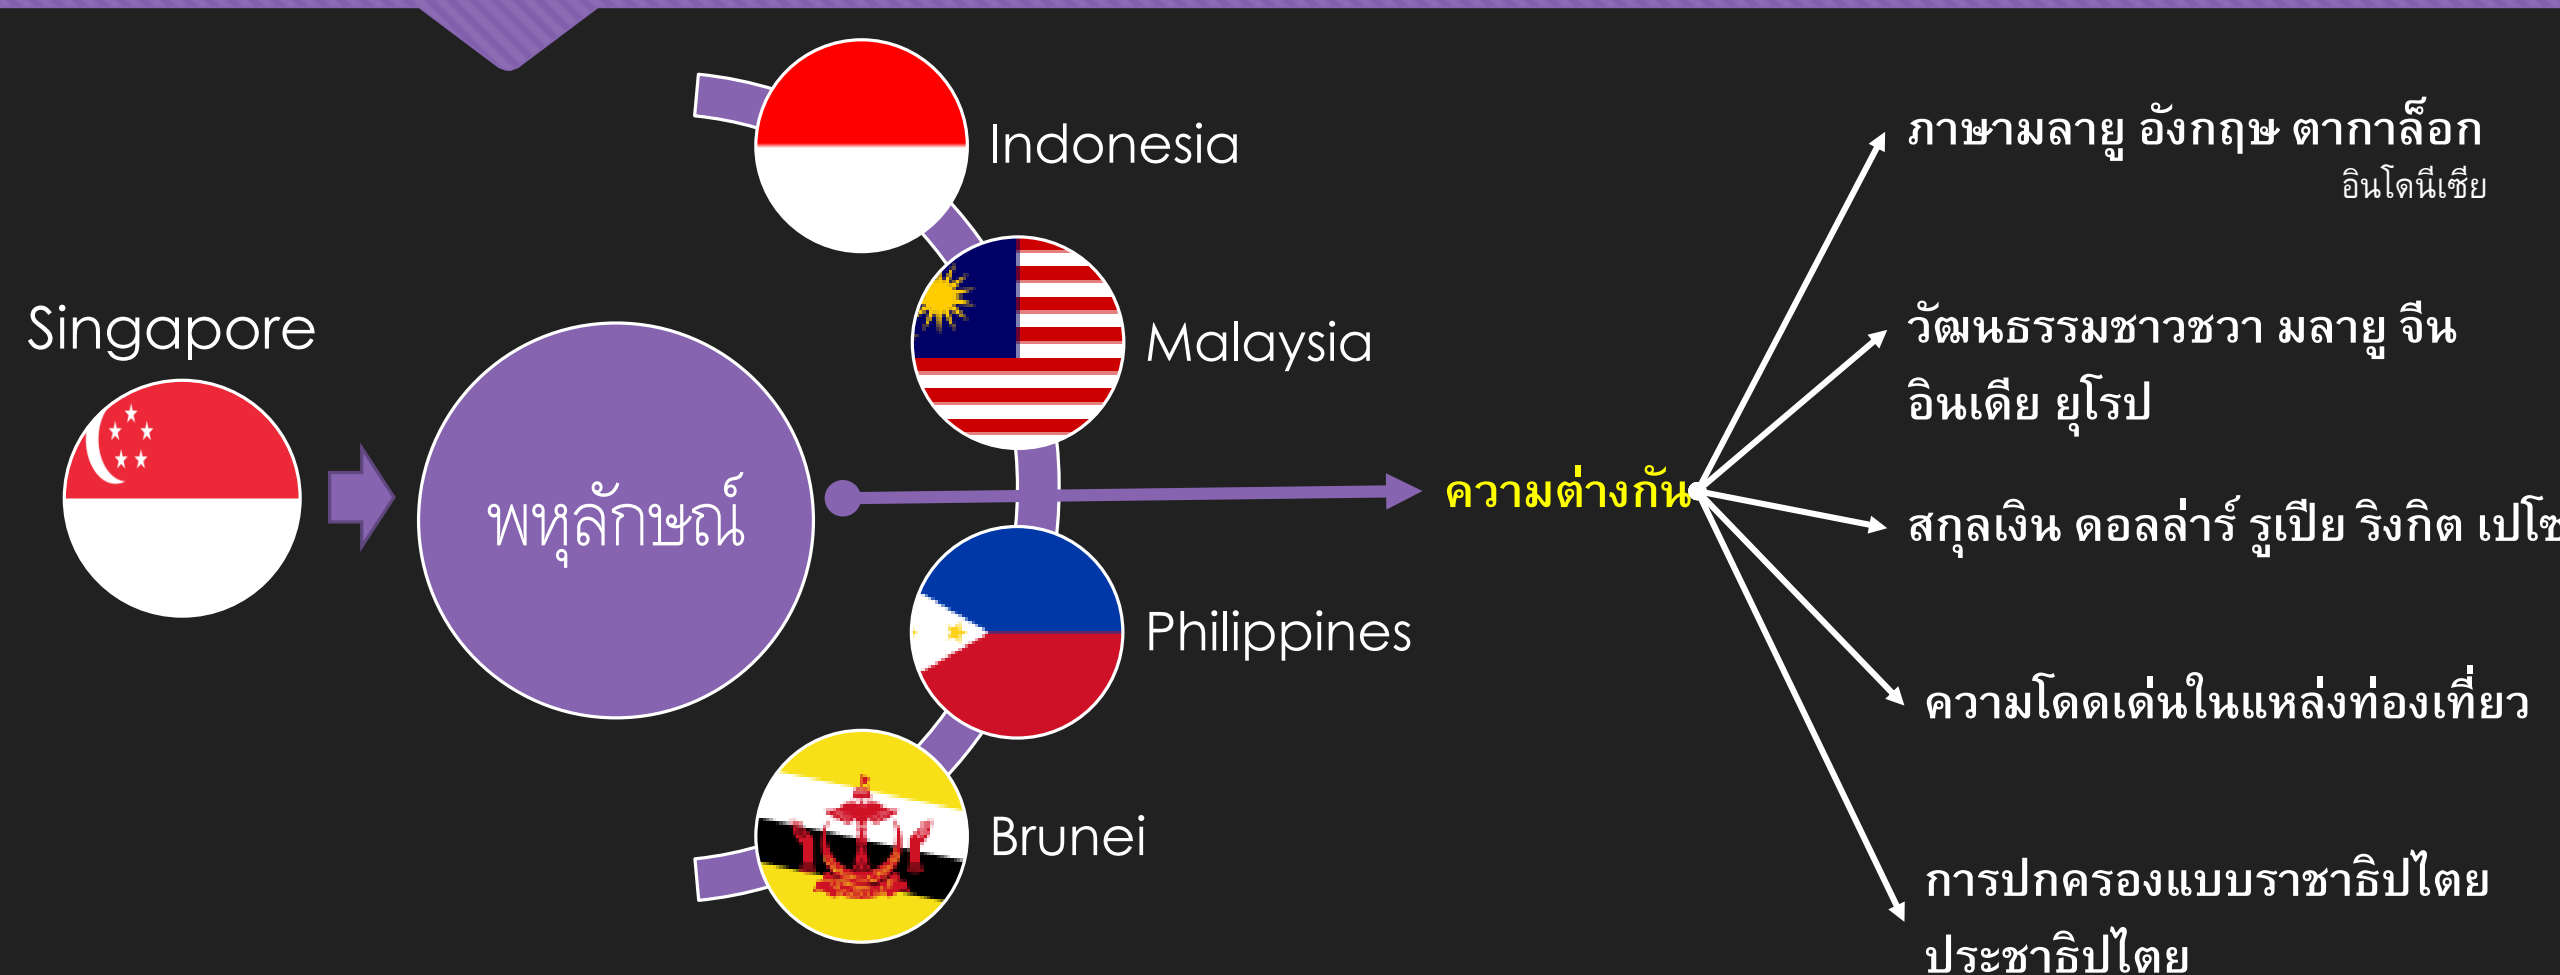 Singapore
พหุลักษณ์
Indonesia
Malaysia
Philippines
Brunei
ความต่างกัน
ภาษามลายู อังกฤษ ตากาล็อก
อินโดนีเซีย
วัฒนธรรมชาวชวา มลายู จีน
อินเดีย ยุโรป
สกุลเงิน ดอลล่าร์ รูเปีย ริงกิต เปโซ
ความโดดเด่นในแหล่งท่องเที่ยว
การปกครองแบบราชาธิปไตย
ประชาธิปไตย